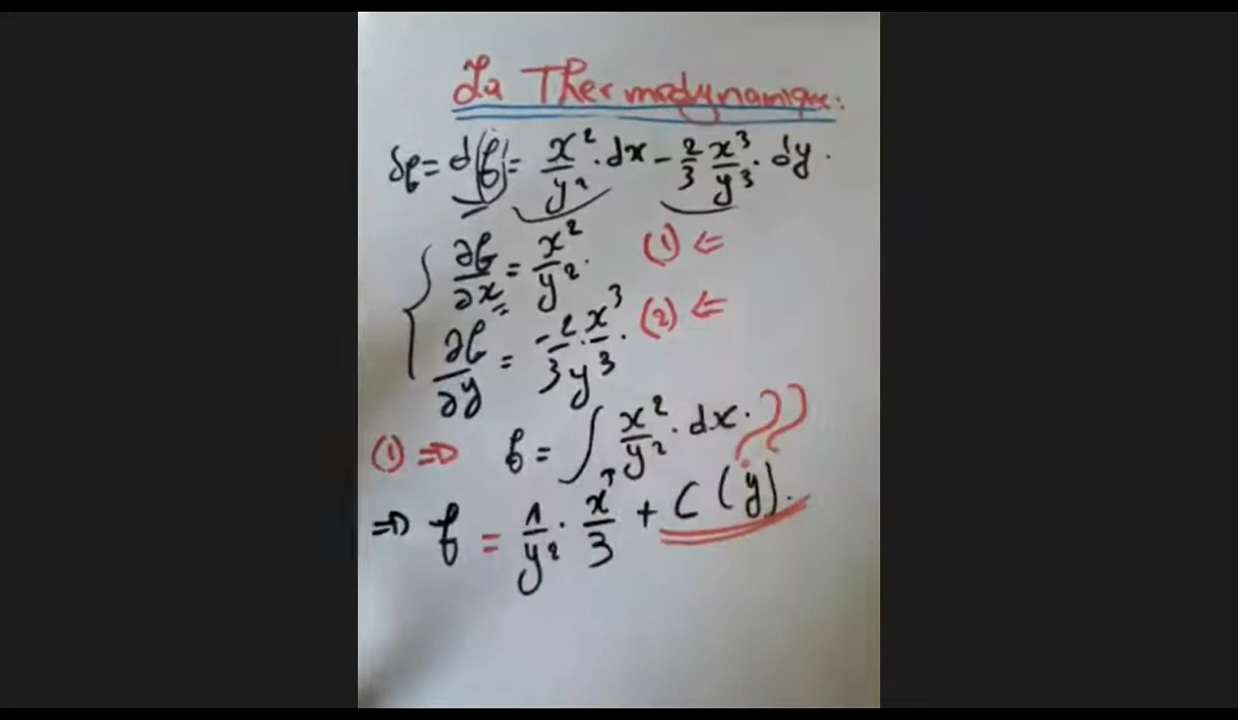 La Thermodynamique:
δf = d(f) = x²/y² · dx - 2/3 x³/y³ · dy.
∂f/∂x = x²/y². (1) ⇐
∂f/∂y = -2/3 · x³/y³. (2) ⇐
(1) ⇒ f = ∫ x²/y² · dx. ??
⇒ f = 1/y² · x³/3 + C(y).